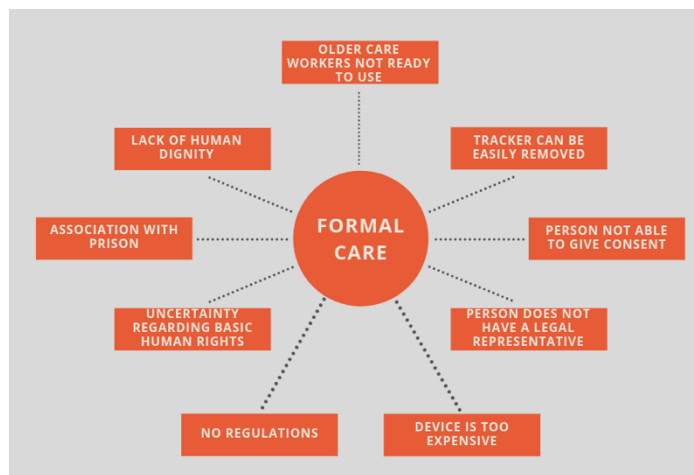 OLDER CARE
WORKERS NOT READY
TO USE
LACK OF HUMAN
DIGNITY
TRACKER CAN BE
EASILY REMOVED
ASSOCIATION WITH
PRISON
FORMAL
CARE
PERSON NOT ABLE
TO GIVE CONSENT
UNCERTAINTY
REGARDING BASIC
HUMAN RIGHTS
PERSON DOES NOT
HAVE A LEGAL
REPRESENTATIVE
NO REGULATIONS
DEVICE IS TOO
EXPENSIVE